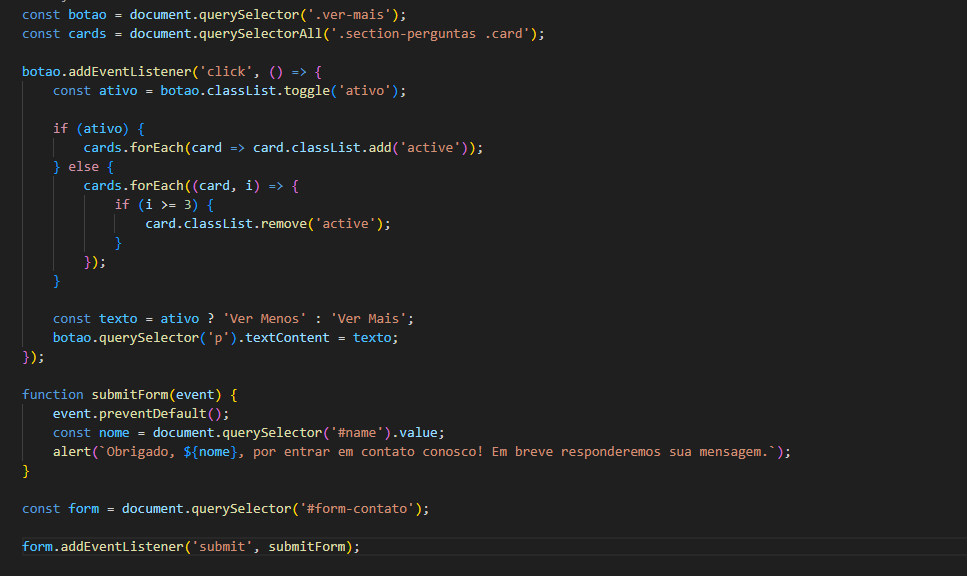 const botao = document.querySelector('.ver-mais');
const cards = document.querySelectorAll('.section-perguntas .card');
botao.addEventListener('click', () => {
    const ativo = botao.classList.toggle('ativo');
    if (ativo) {
        cards.forEach(card => card.classList.add('active'));
    } else {
        cards.forEach((card, i) => {
            if (i >= 3) {
                card.classList.remove('active');
            }
        });
    }
    const texto = ativo ? 'Ver Menos' : 'Ver Mais';
    botao.querySelector('p').textContent = texto;
});
function submitForm(event) {
    event.preventDefault();
    const nome = document.querySelector('#name').value;
    alert(`Obrigado, ${nome}, por entrar em contato conosco! Em breve responderemos sua mensagem.`);
}
const form = document.querySelector('#form-contato');
form.addEventListener('submit', submitForm);